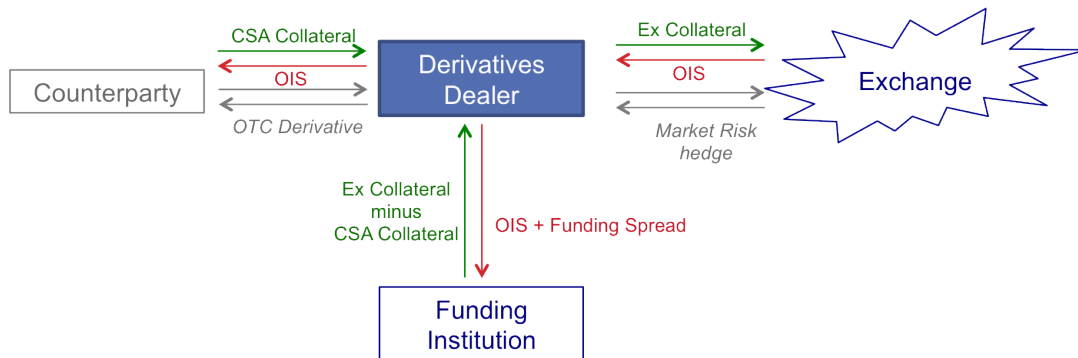 CSA Collateral
OIS
Counterparty
OTC Derivative
Derivatives
Dealer
Ex Collateral
OIS
Exchange
Market Risk
hedge
Ex Collateral
minus
CSA Collateral
OIS + Funding Spread
Funding
Institution